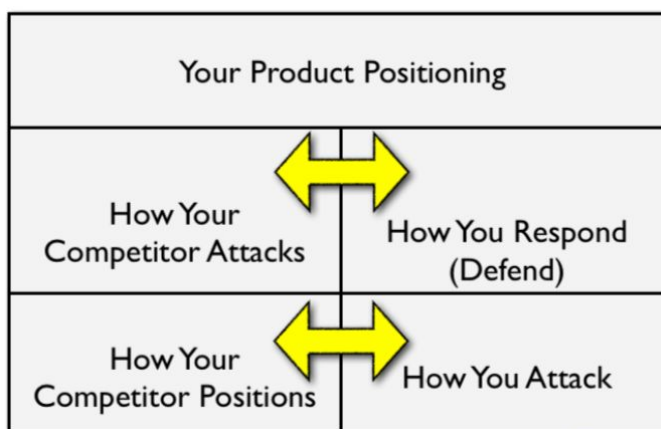 Your Product Positioning
How Your
Competitor Attacks
How You Respond
(Defend)
How Your
Competitor Positions
How You Attack